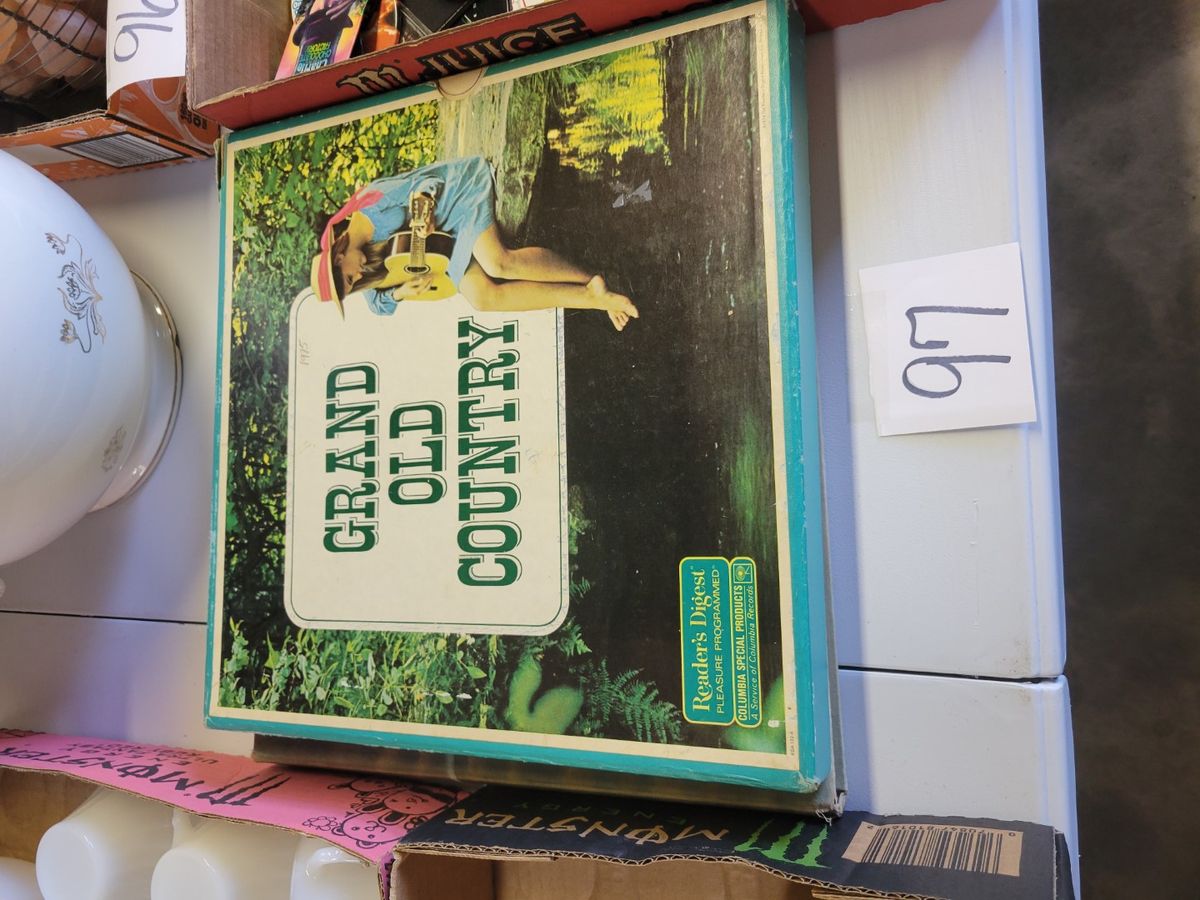 GRAND
OLD
COUNTRY
1975
Reader's Digest
PLEASURE PROGRAMMED
COLUMBIA SPECIAL PRODUCTS
A Service of Columbia Records
97
96
JUICE
MONSTER
MONSTER
ENERGY